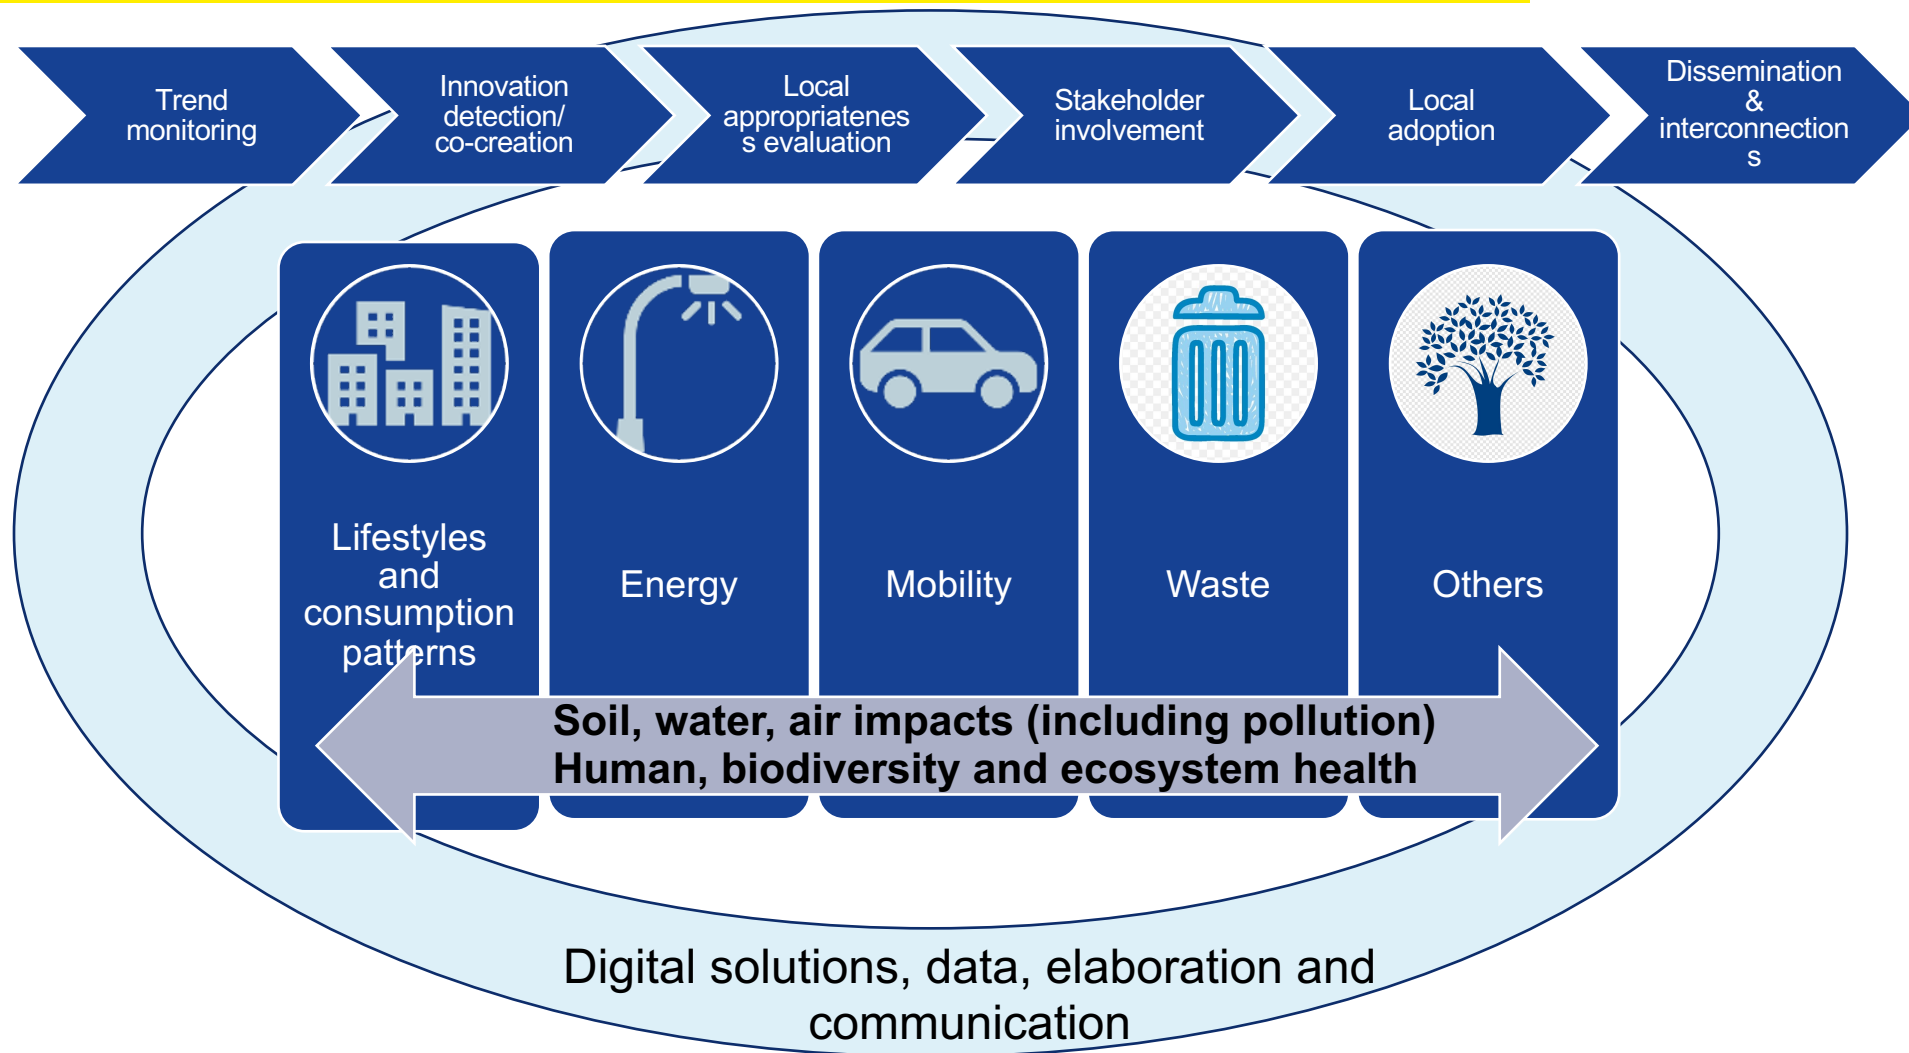 Trend
monitoring
Innovation
detection/
co-creation
Local
appropriatenes
s evaluation
Stakeholder
involvement
Local
adoption
Dissemination
&
interconnection
s
Lifestyles
and
consumption
patterns
Energy
Mobility
Waste
Others
Soil, water, air impacts (including pollution)
Human, biodiversity and ecosystem health
Digital solutions, data, elaboration and
communication